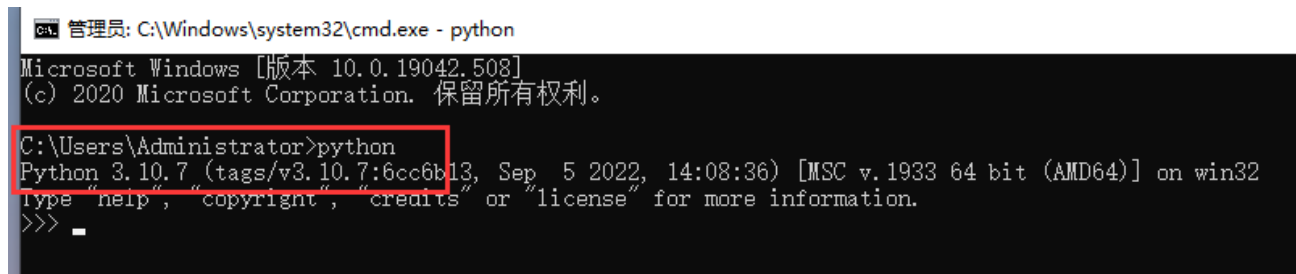 管理员: C:\Windows\system32\cmd.exe - python
Microsoft Windows [版本 10.0.19042.508]
(c) 2020 Microsoft Corporation. 保留所有权利。
C:\Users\Administrator>python
Python 3.10.7 (tags/v3.10.7:6cc6b13, Sep  5 2022, 14:08:36) [MSC v.1933 64 bit (AMD64)] on win32
Type "help", "copyright", "credits" or "license" for more information.
>>>